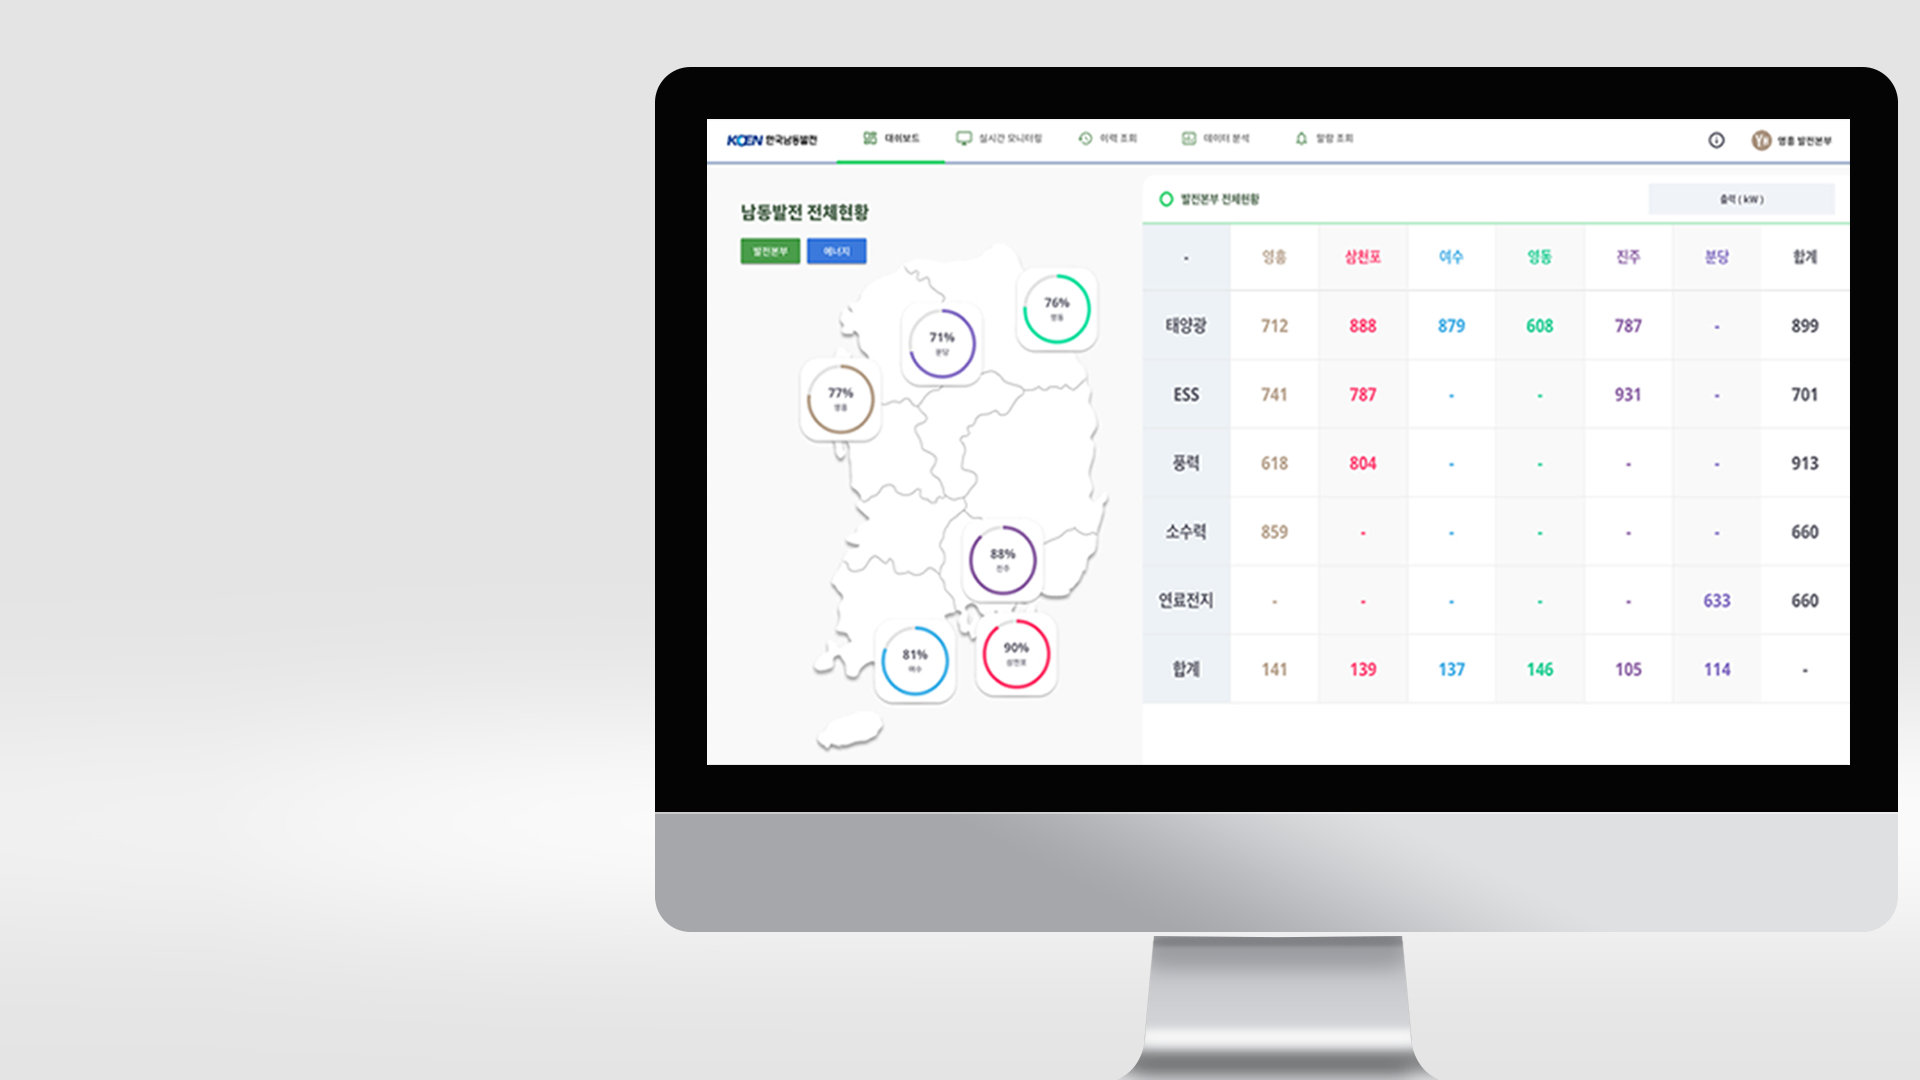 KOEN 한국남동발전 대쉬보드 실시간 모니터링 이력 조회 데이터 분석 알람 조회 영흥 발전본부
남동발전 전체현황
발전본부 에너지
76%
영동
71%
분당
77%
영흥
88%
진주
81%
여수
90%
삼천포
발전본부 전체현황 출력 ( kW )
- 영흥 삼천포 여수 영동 진주 분당 합계
태양광 712 888 879 608 787 - 899
ESS 741 787 - - 931 - 701
풍력 618 804 - - - - 913
소수력 859 - - - - - 660
연료전지 - - - - - 633 660
합계 141 139 137 146 105 114 -